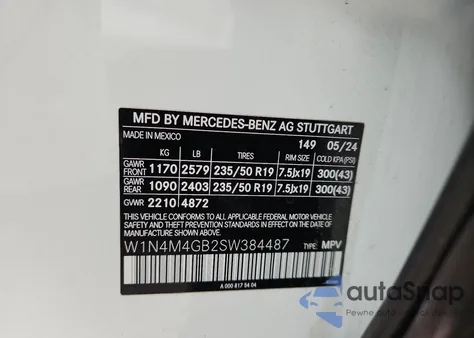 MFD BY MERCEDES-BENZ AG STUTTGART
MADE IN MEXICO 149 05/24
KG LB TIRES RIM SIZE COLD KPA(PSI)
GAWR FRONT 1170 2579 235/50 R19 7.5Jx19 300(43)
GAWR REAR 1090 2403 235/50 R19 7.5Jx19 300(43)
GVWR 2210 4872
THIS VEHICLE CONFORMS TO ALL APPLICABLE
U.S. FEDERAL MOTOR VEHICLE
SAFETY STANDARDS IN EFFECT ON THE DATE
OF MANUFACTURE SHOWN ABOVE.
W1N4M4GB2SW384487 TYPE: MPV
A 000 817 54 04
autoSnap
Pewne auto